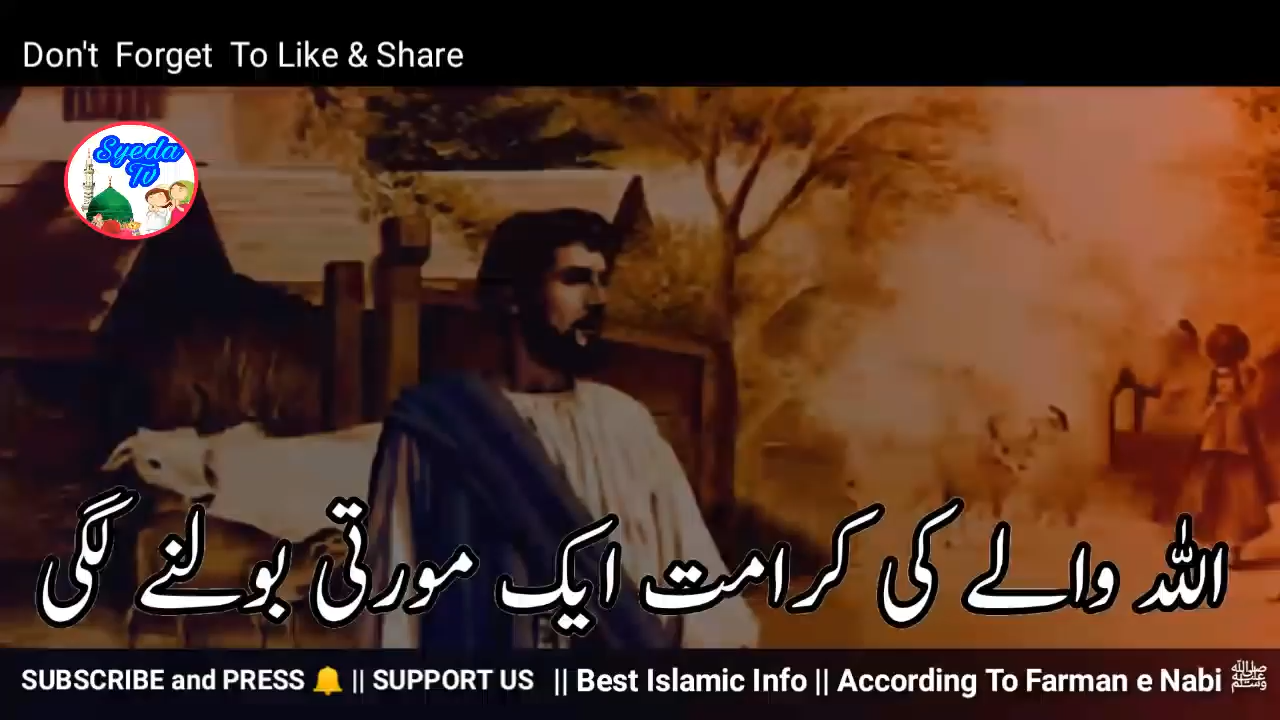 Don't Forget To Like & Share
Syeda
Tv
اللہ والے کی کرامت ایک مورتی بولنے لگی
SUBSCRIBE and PRESS 🔔 || SUPPORT US || Best Islamic Info || According To Farman e Nabi ﷺ